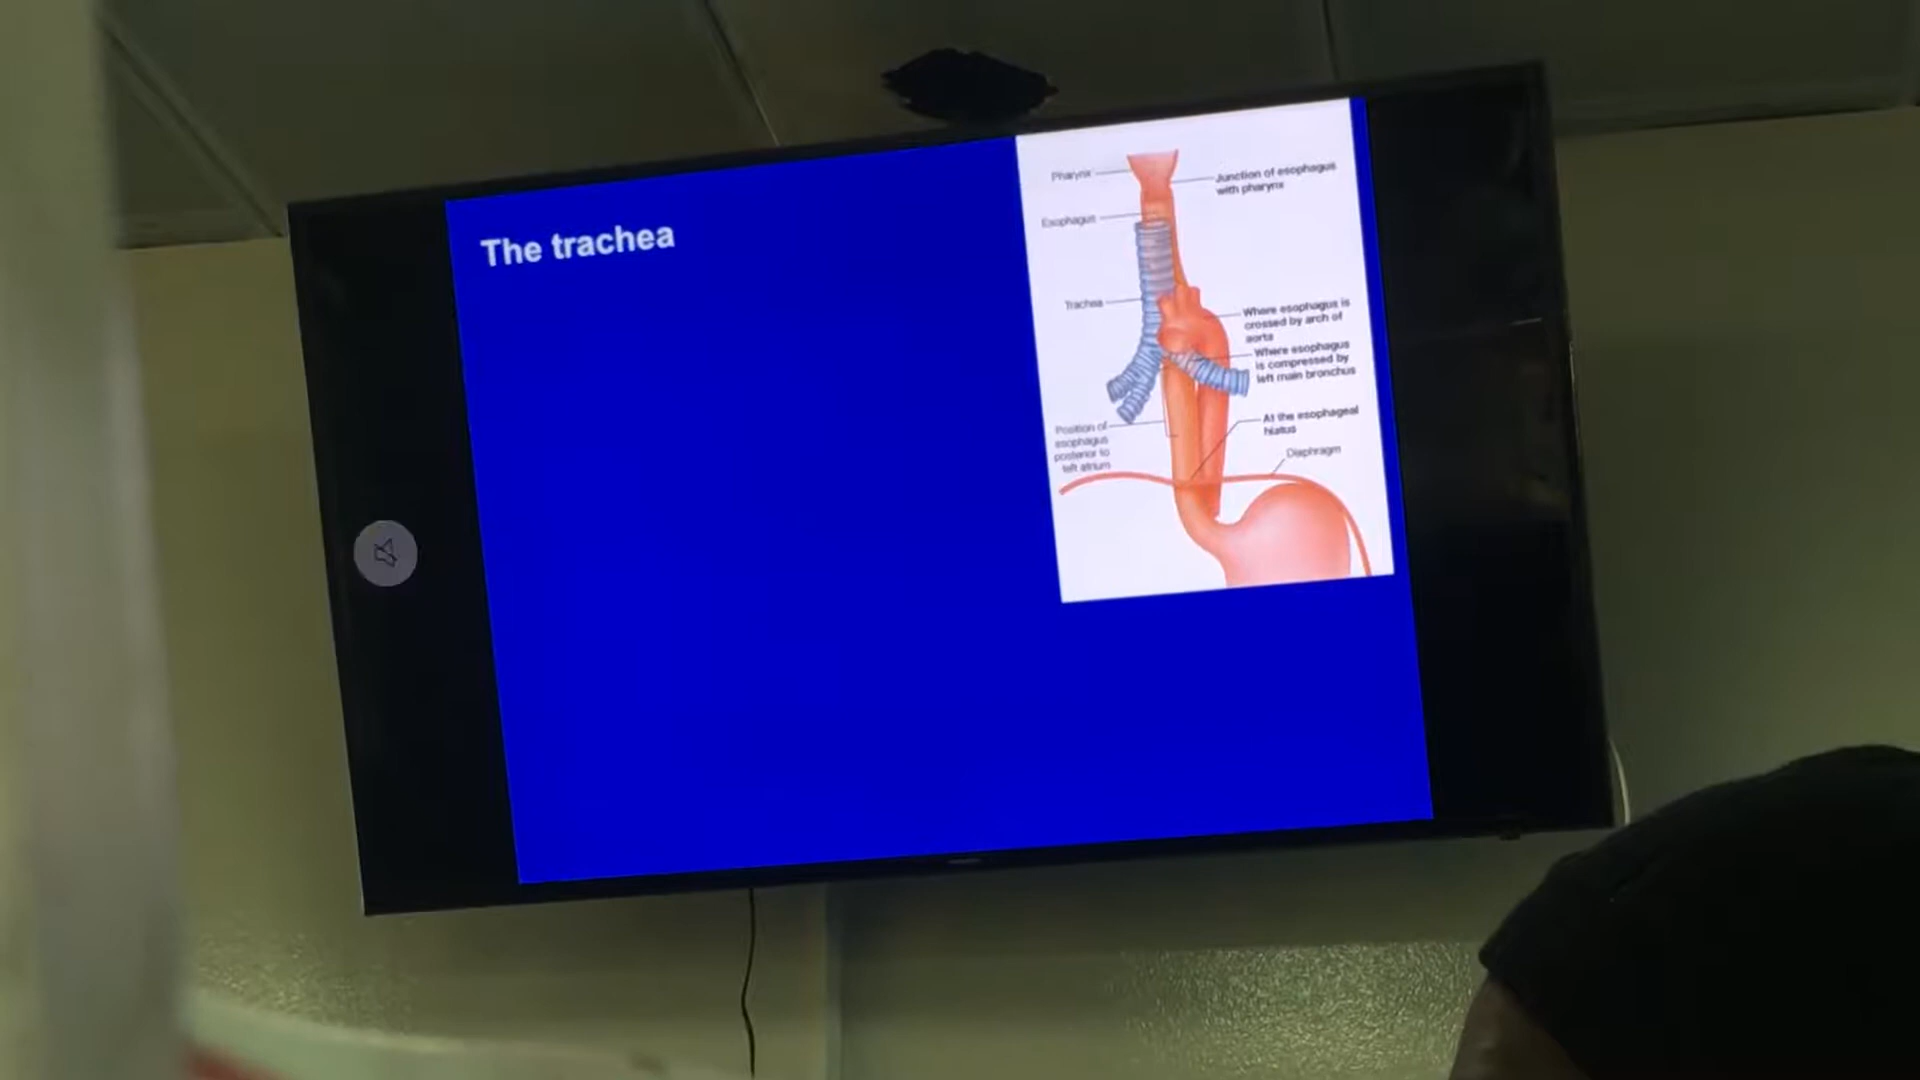 The trachea
Pharynx
Junction of esophagus
with pharynx
Esophagus
Trachea
Where esophagus is
crossed by arch of
aorta
Where esophagus
is compressed by
left main bronchus
Position of
esophagus
posterior to
left atrium
At the esophageal
hiatus
Diaphragm